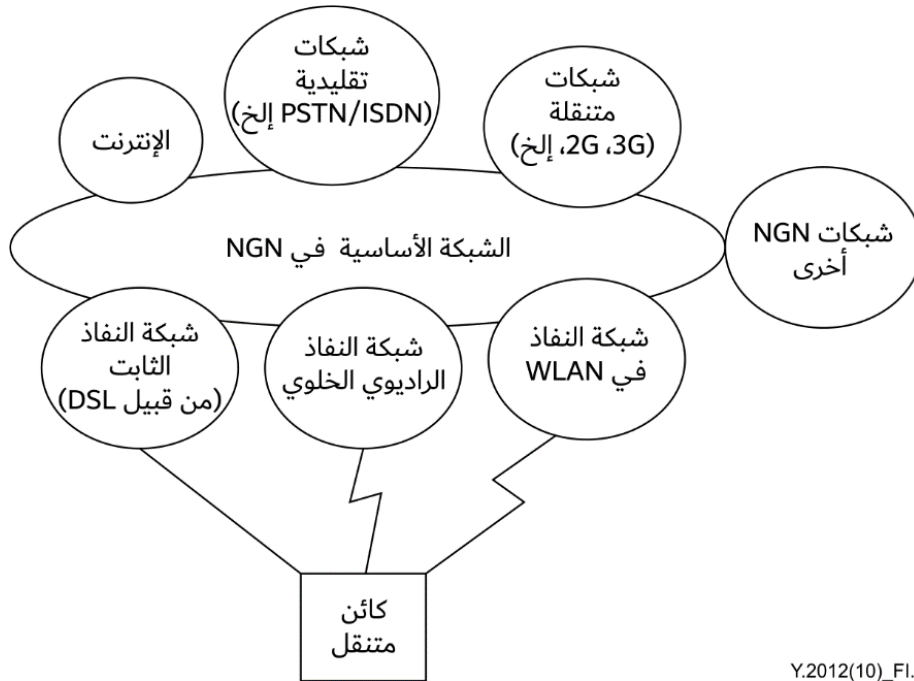 شبكات
تقليدية
(PSTN/ISDN إلخ)
شبكات
متنقلة
(3G، 2G، إلخ)
الإنترنت
شبكات NGN
أخرى
الشبكة الأساسية في NGN
شبكة النفاذ
في WLAN
شبكة النفاذ
الراديوي الخلوي
شبكة النفاذ
الثابت
(من قبيل DSL)
كائن
متنقل
Y.2012(10)_FI.